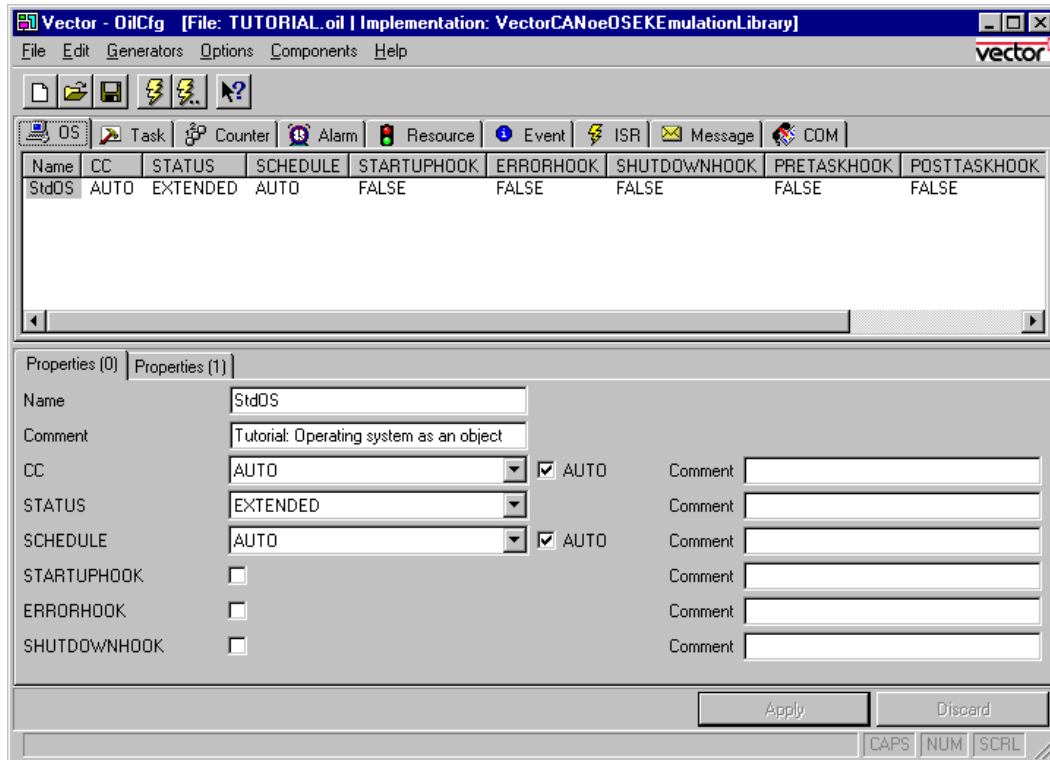 Vector - OilCfg [File: TUTORIAL.oil | Implementation: VectorCANoeOSEKEmulationLibrary]
File Edit Generators Options Components Help
vector
OS Task Counter Alarm Resource Event ISR Message COM
Name CC STATUS SCHEDULE STARTUPHOOK ERRORHOOK SHUTDOWNHOOK PRETASKHOOK POSTTASKHOOK
StdOS AUTO EXTENDED AUTO FALSE FALSE FALSE FALSE FALSE
Properties (0) Properties (1)
Name StdOS
Comment Tutorial: Operating system as an object
CC AUTO AUTO Comment
STATUS EXTENDED Comment
SCHEDULE AUTO AUTO Comment
STARTUPHOOK Comment
ERRORHOOK Comment
SHUTDOWNHOOK Comment
Apply Discard
CAPS NUM SCRL